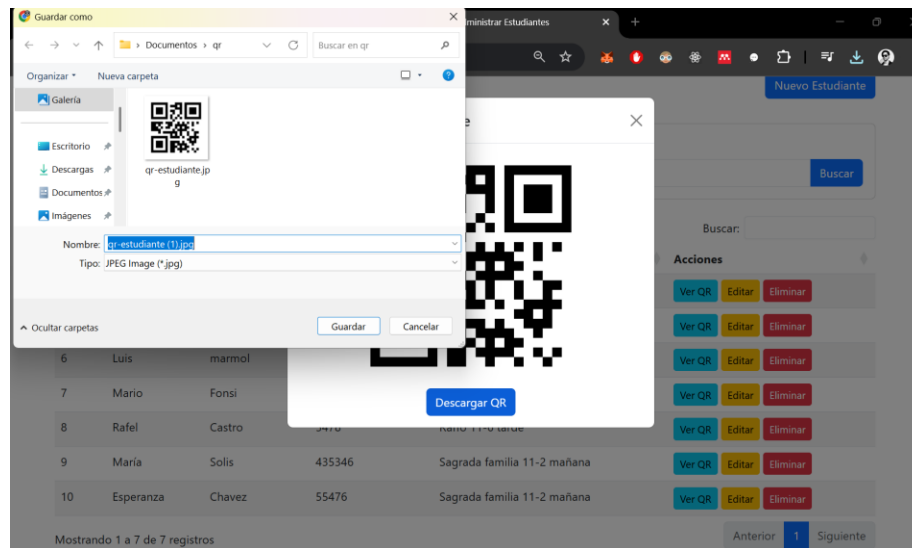 Guardar como
ministrar Estudiantes
Documentos > qr
Buscar en qr
Organizar
Nueva carpeta
Galería
Escritorio
Descargas
Documentos
Imágenes
qr-estudiante.jp
g
Nombre: qr-estudiante (1).jpg
Tipo: JPEG Image (*.jpg)
Ocultar carpetas
Guardar
Cancelar
Nuevo Estudiante
Buscar
Buscar:
Acciones
Ver QR Editar Eliminar
Ver QR Editar Eliminar
6 Luis marmol Ver QR Editar Eliminar
7 Mario Fonsi Ver QR Editar Eliminar
Descargar QR
8 Rafel Castro Ver QR Editar Eliminar
9 María Solis 435346 Sagrada familia 11-2 mañana Ver QR Editar Eliminar
10 Esperanza Chavez 55476 Sagrada familia 11-2 mañana Ver QR Editar Eliminar
Mostrando 1 a 7 de 7 registros
Anterior 1 Siguiente